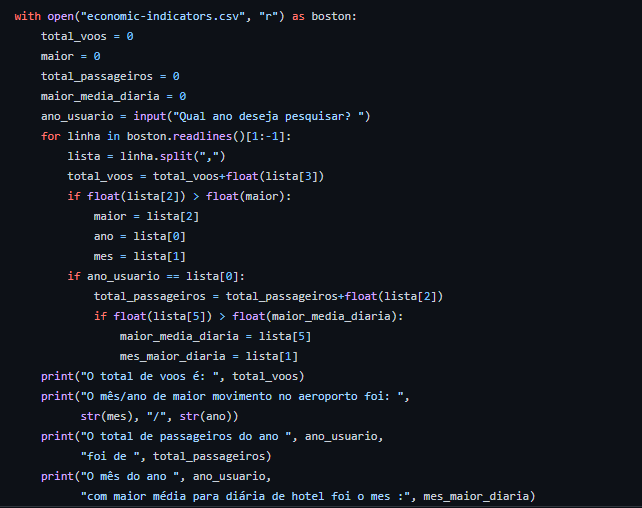 with open("economic-indicators.csv", "r") as boston:
    total_voos = 0
    maior = 0
    total_passageiros = 0
    maior_media_diaria = 0
    ano_usuario = input("Qual ano deseja pesquisar? ")
    for linha in boston.readlines()[1:-1]:
        lista = linha.split(",")
        total_voos = total_voos+float(lista[3])
        if float(lista[2]) > float(maior):
            maior = lista[2]
            ano = lista[0]
            mes = lista[1]
        if ano_usuario == lista[0]:
            total_passageiros = total_passageiros+float(lista[2])
            if float(lista[5]) > float(maior_media_diaria):
                maior_media_diaria = lista[5]
                mes_maior_diaria = lista[1]
    print("O total de voos é: ", total_voos)
    print("O mês/ano de maior movimento no aeroporto foi: ",
          str(mes), "/", str(ano))
    print("O total de passageiros do ano ", ano_usuario,
          "foi de ", total_passageiros)
    print("O mês do ano ", ano_usuario,
          "com maior média para diária de hotel foi o mes :", mes_maior_diaria)